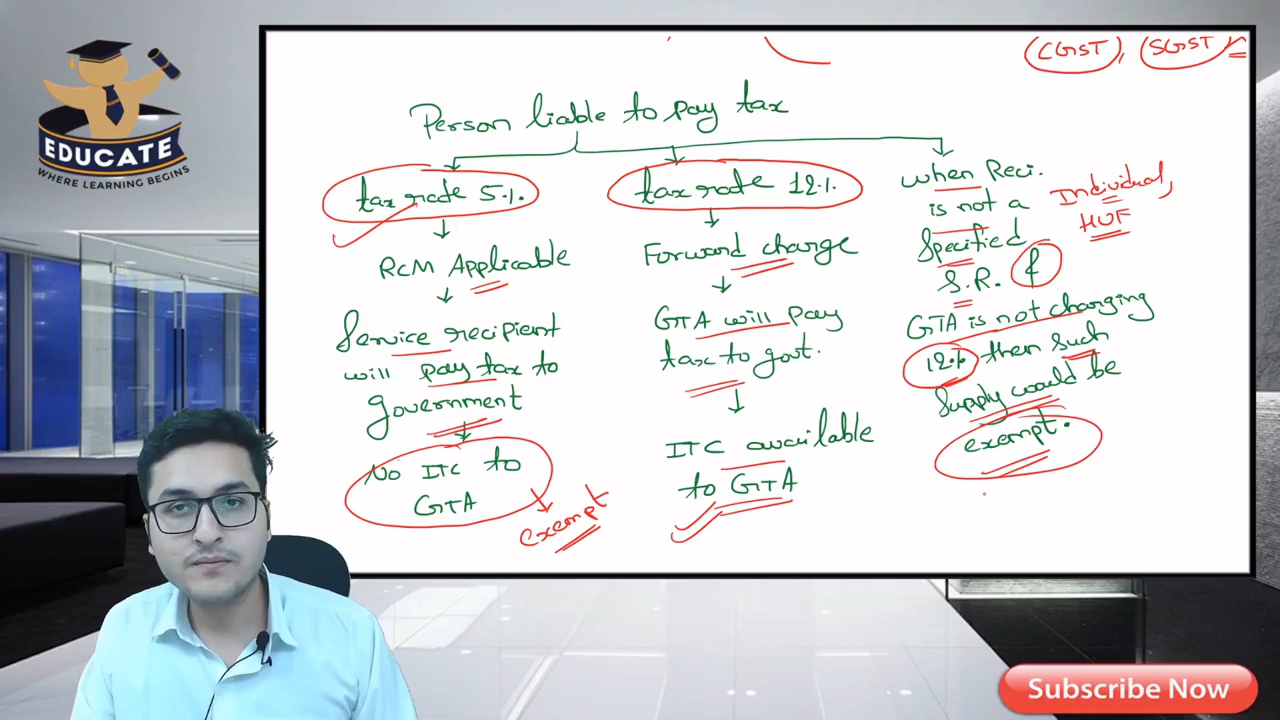 EDUCATE
WHERE LEARNING BEGINS
CGST, SGST
Person liable to pay tax
tax rate 5%.
RCM Applicable
Service recipient
will pay tax to
government
No ITC to
GTA
exempt
tax rate 12%.
Forward charge
GTA will pay
tax to govt.
ITC available
to GTA
when Reci.
is not a
Specified
S.R. &
Individual,
HUF
GTA is not charging
12% then such
Supply would be
exempt.
Subscribe Now